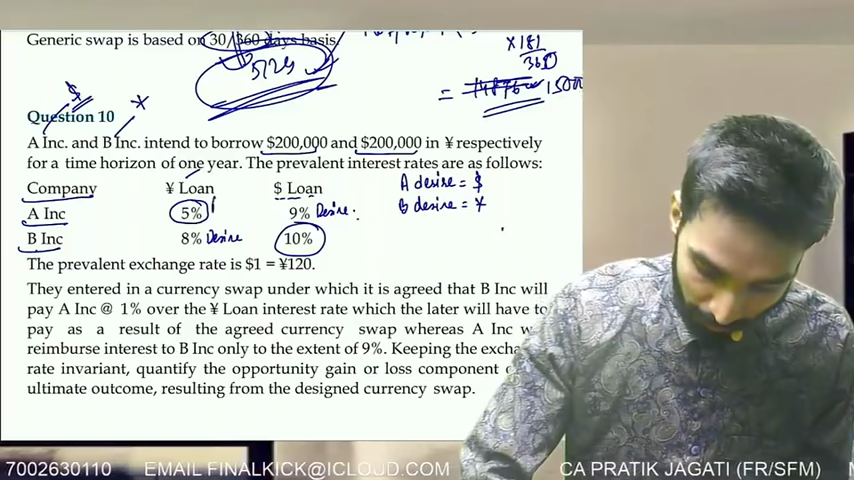 Generic swap is based on 30/360 days basis.
5/25
× 181
360
= 1500
Question 10
$
¥
A Inc. and B Inc. intend to borrow $200,000 and $200,000 in ¥ respectively
for a time horizon of one year. The prevalent interest rates are as follows:
Company ¥ Loan $ Loan
A desire = $
A Inc 5% 9% Desire
B desire = ¥
B Inc 8% Desire 10%
The prevalent exchange rate is $1 = ¥120.
They entered in a currency swap under which it is agreed that B Inc will
pay A Inc @ 1% over the ¥ Loan interest rate which the later will have to
pay as a result of the agreed currency swap whereas A Inc w
reimburse interest to B Inc only to the extent of 9%. Keeping the excha
rate invariant, quantify the opportunity gain or loss component
ultimate outcome, resulting from the designed currency swap.
7002630110 EMAIL FINALKICK@ICLOUD.COM CA PRATIK JAGATI (FR/SFM)